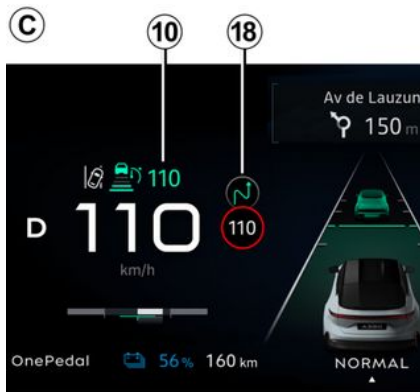 C
10
18
Av de Lauzun
150 m
110
D
110
110
km/h
OnePedal
56%
160 km
NORMAL